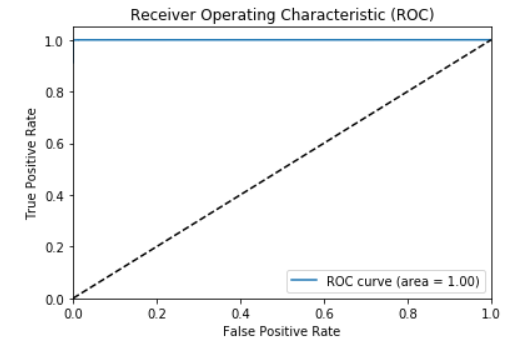 Receiver Operating Characteristic (ROC)
1.0
0.8
0.6
0.4
0.2
0.0
True Positive Rate
ROC curve (area = 1.00)
0.0 0.2 0.4 0.6 0.8 1.0
False Positive Rate